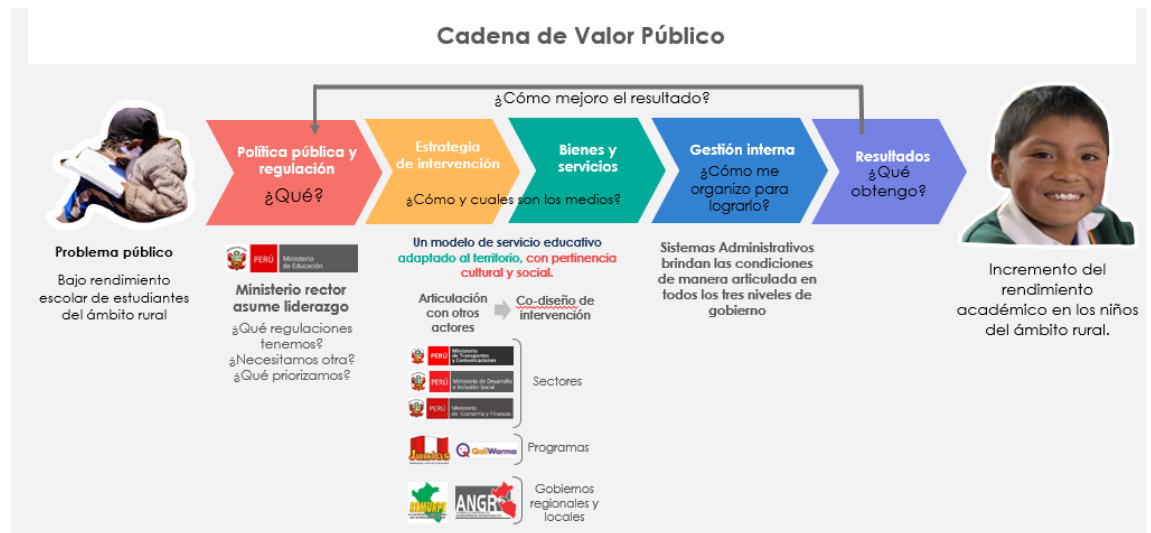 Cadena de Valor Público
¿Cómo mejoro el resultado?
Política pública y
regulación
¿Qué?
Estrategia
de intervención
Bienes y
servicios
¿Cómo y cuales son los medios?
Gestión interna
¿Cómo me
organizo para
lograrlo?
Resultados
¿Qué
obtengo?
Problema público
Bajo rendimiento
escolar de estudiantes
del ámbito rural
PERÚ
Ministerio
de Educación
Ministerio rector
asume liderazgo
¿Qué regulaciones
tenemos?
¿Necesitamos otra?
¿Qué priorizamos?
Un modelo de servicio educativo
adaptado al territorio, con pertinencia
cultural y social.
Articulación
con otros
actores
Co-diseño de
intervención
PERÚ
Ministerio
de Transportes
y Comunicaciones
PERÚ
Ministerio de Desarrollo
e Inclusión Social
PERÚ
Ministerio
de Economía y Finanzas
Sectores
Juntos
QaliWarma
Programas
REMURPE
ANGR
Gobiernos
regionales y
locales
Sistemas Administrativos
brindan las condiciones
de manera articulada en
todos los tres niveles de
gobierno
Incremento del
rendimiento
académico en los niños
del ámbito rural.